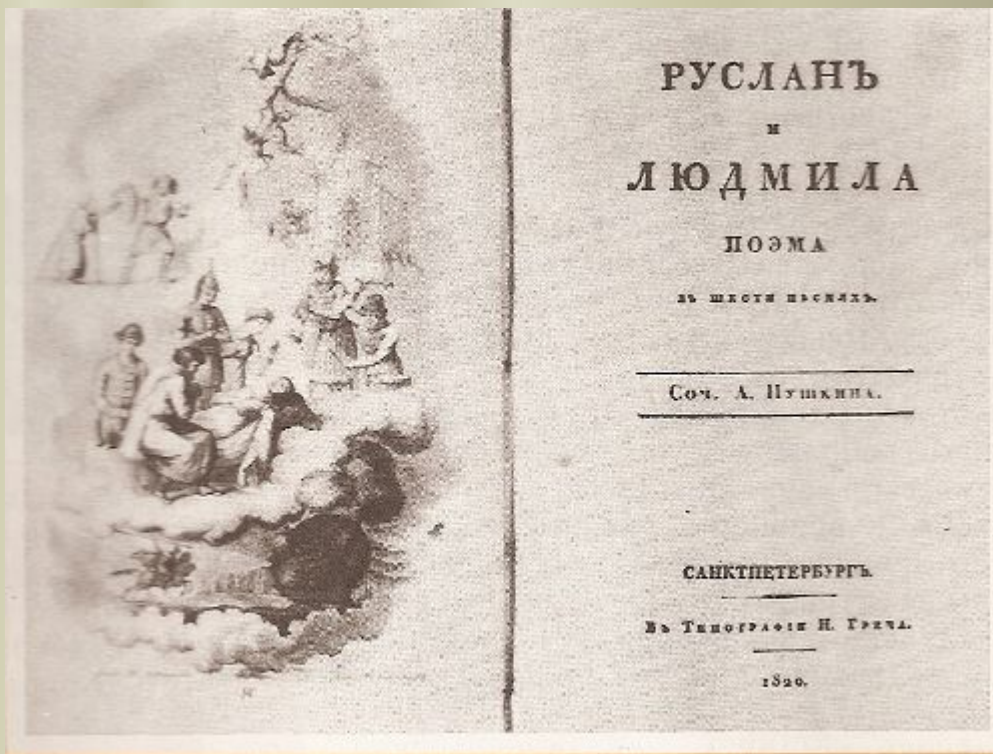 РУСЛАНЪ
и
ЛЮДМИЛА
ПОЭМА
въ шести пѣсняхъ.
Соч. А. Пушкина.
САНКТПЕТЕРБУРГЪ.
Въ Типографіи Н. Греча.
1820.